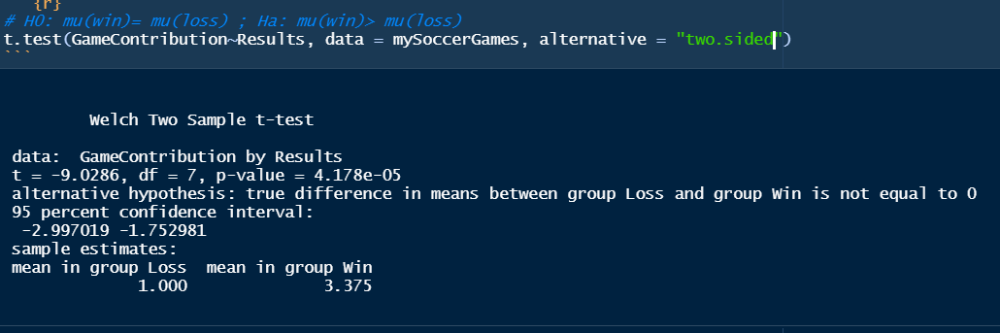 {r}
# H0: mu(win)= mu(loss) ; Ha: mu(win)> mu(loss)
t.test(GameContribution~Results, data = mySoccerGames, alternative = "two.sided")
```
Welch Two Sample t-test
data:  GameContribution by Results
t = -9.0286, df = 7, p-value = 4.178e-05
alternative hypothesis: true difference in means between group Loss and group Win is not equal to 0
95 percent confidence interval:
-2.997019 -1.752981
sample estimates:
mean in group Loss  mean in group Win
1.000              3.375